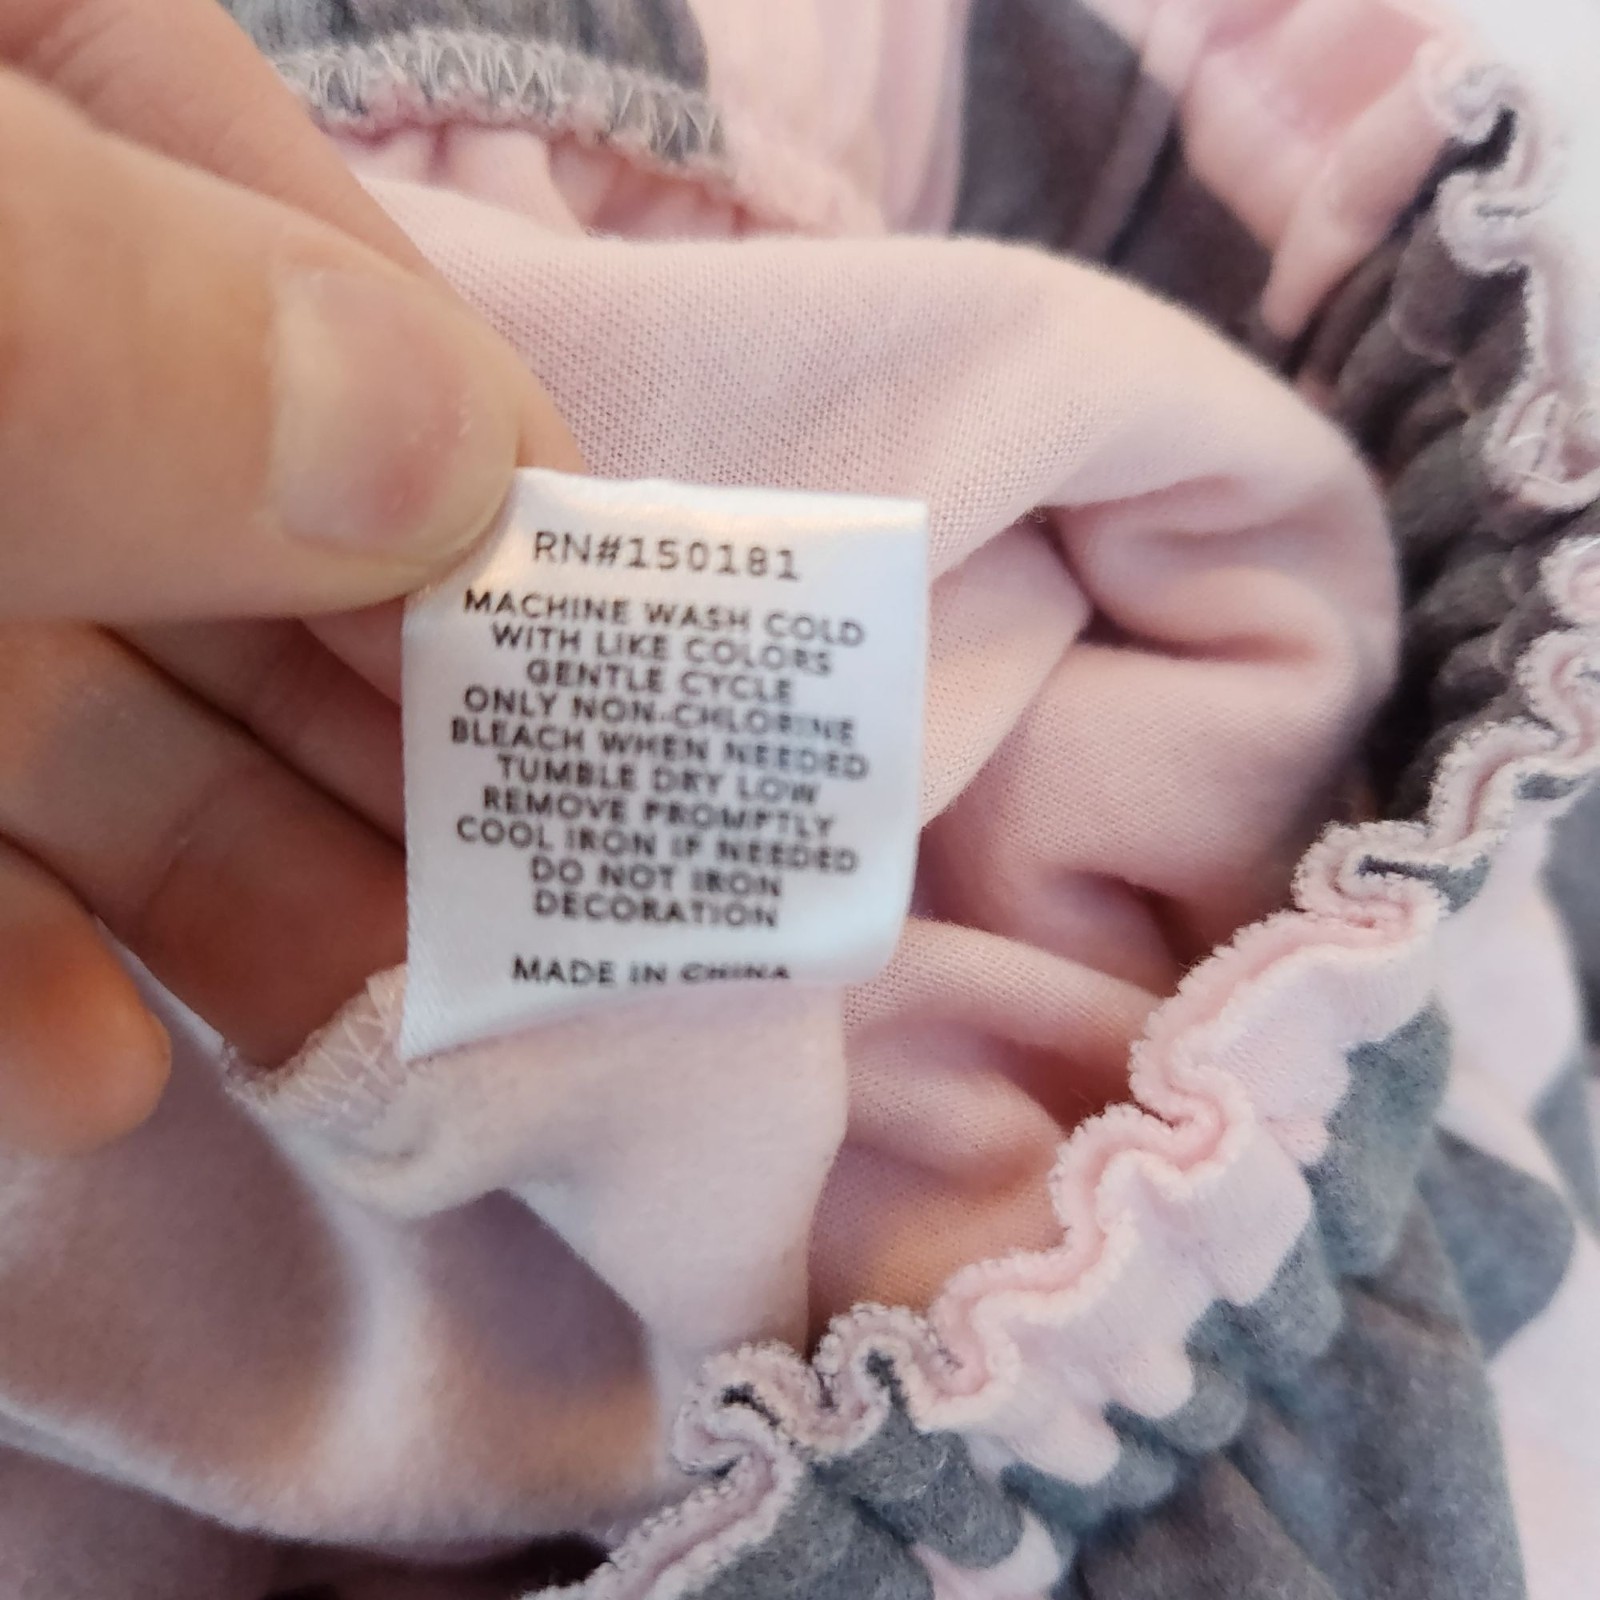 RN#150181
MACHINE WASH COLD
WITH LIKE COLORS
GENTLE CYCLE
ONLY NON-CHLORINE
BLEACH WHEN NEEDED
TUMBLE DRY LOW
REMOVE PROMPTLY
COOL IRON IF NEEDED
DO NOT IRON
DECORATION
MADE IN CHINA